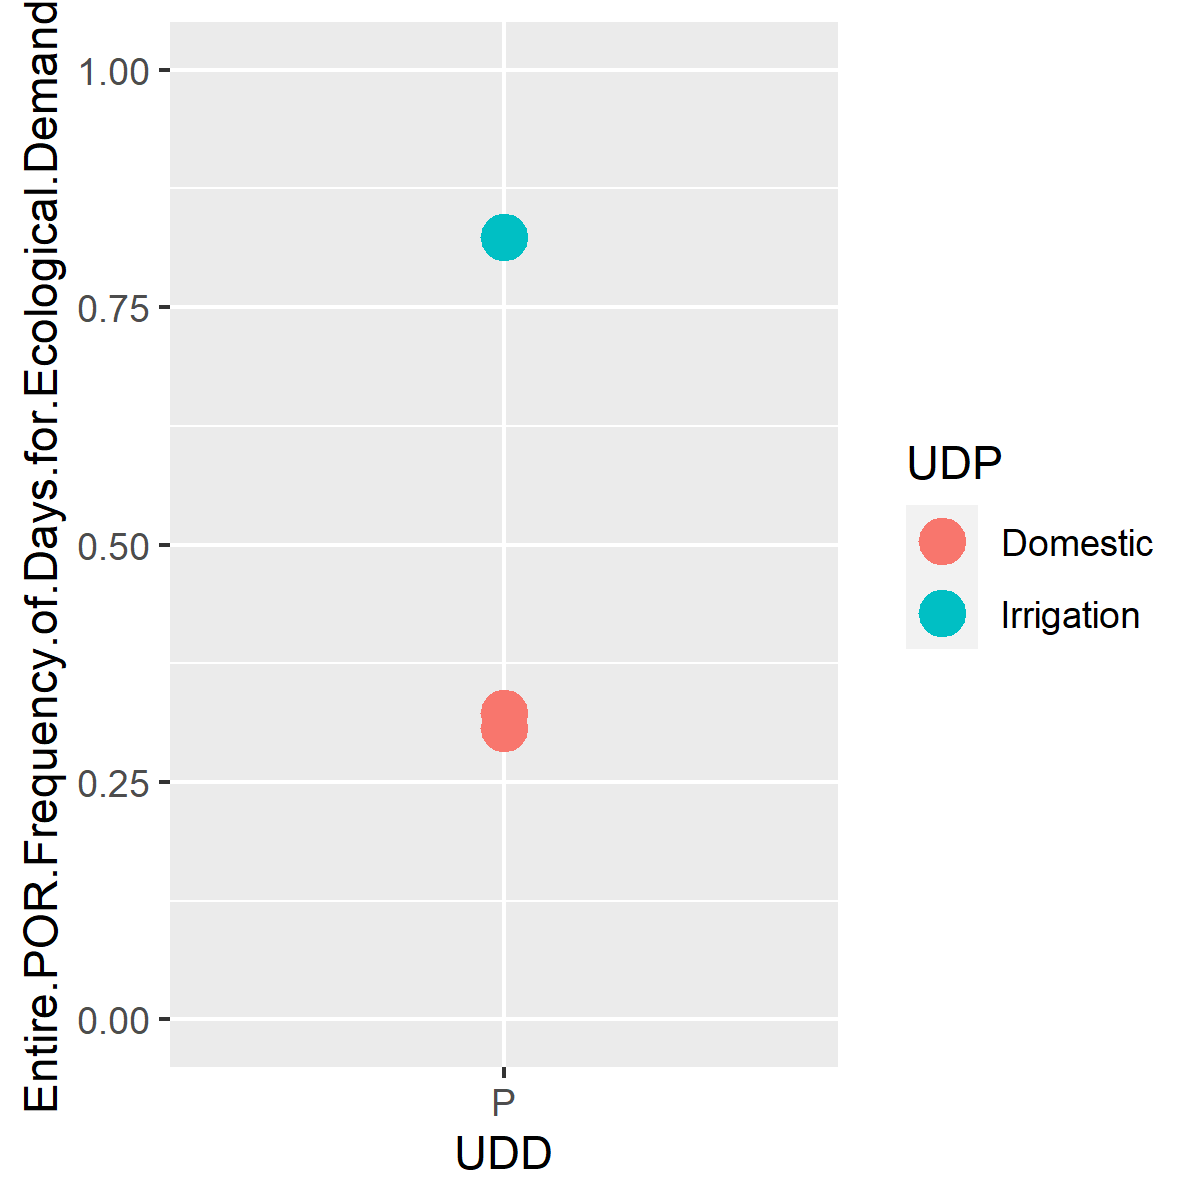 Entire.POR.Frequency.of.Days.for.Ecological.Demand
1.00
0.75
0.50
0.25
0.00
P
UDD
UDP
Domestic
Irrigation